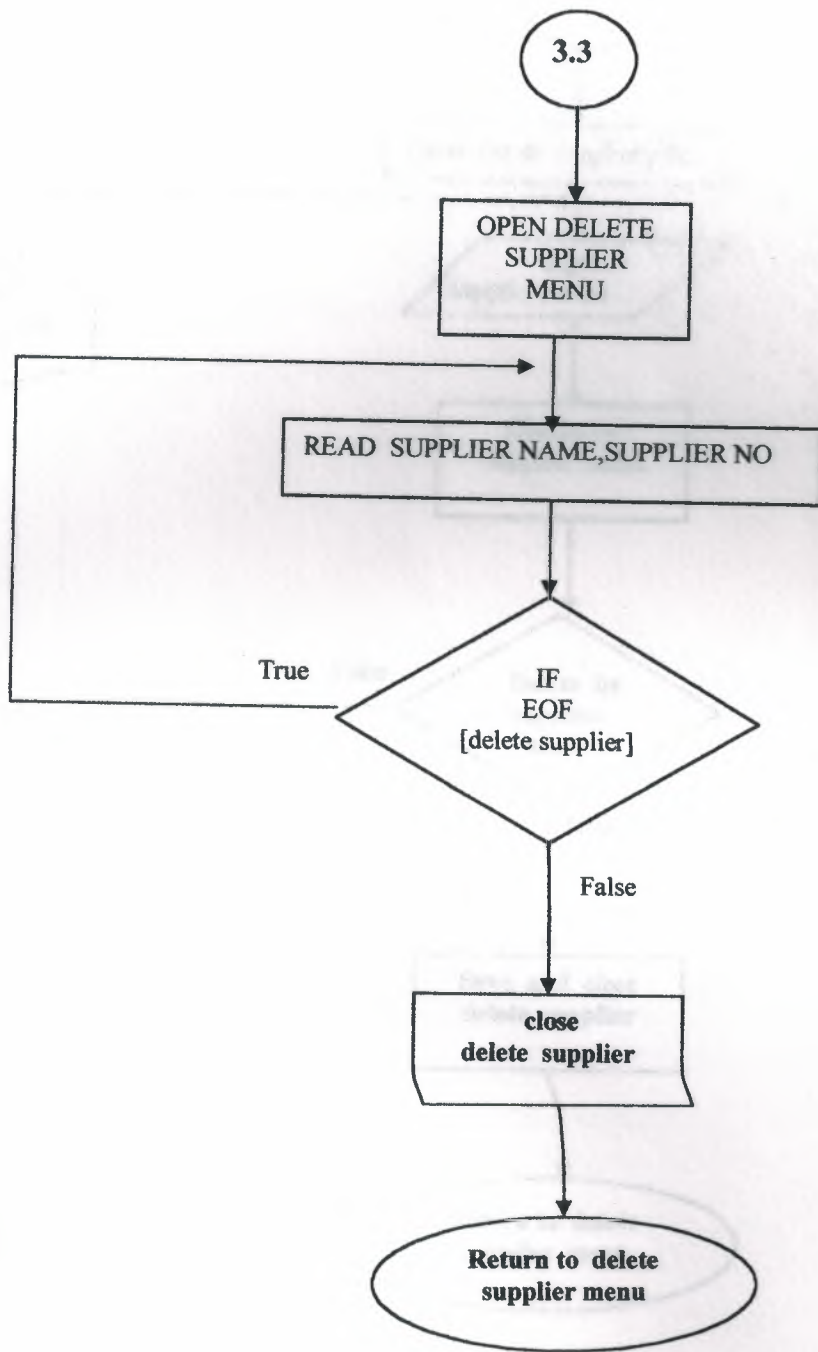 3.3
OPEN DELETE
SUPPLIER
MENU
READ SUPPLIER NAME,SUPPLIER NO
True
IF
EOF
[delete supplier]
False
close
delete supplier
Return to delete
supplier menu